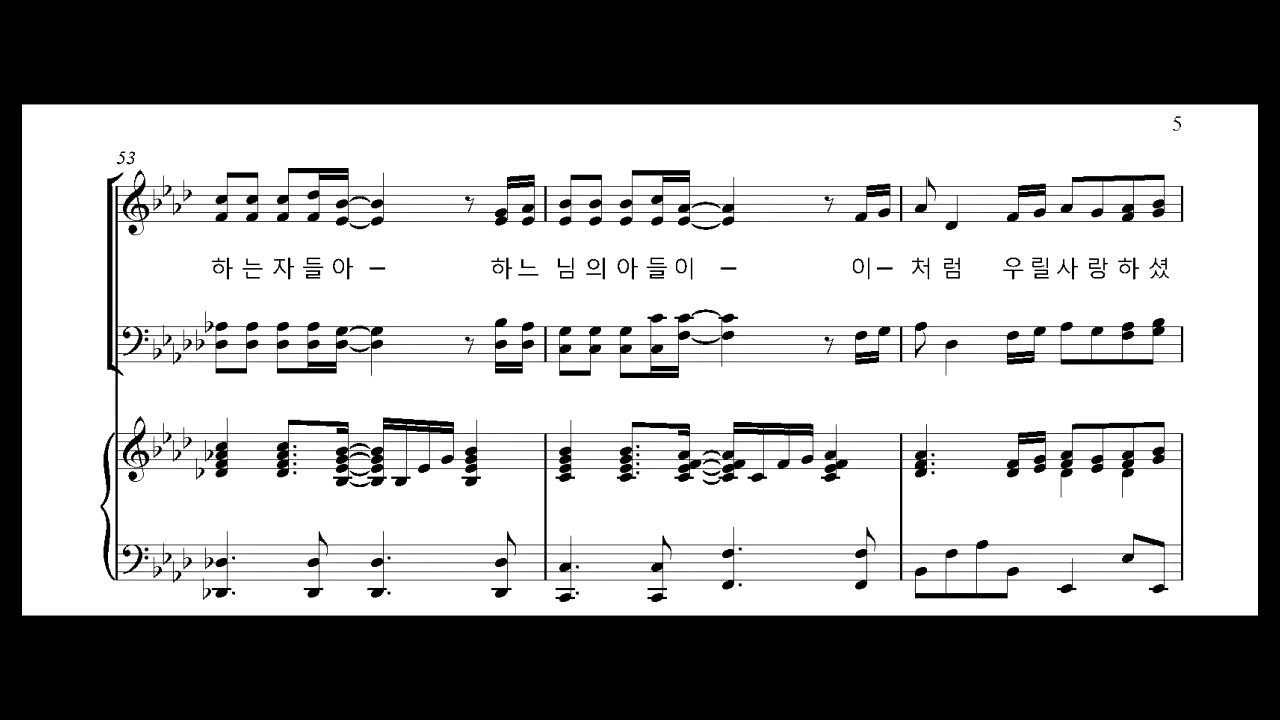 5
53
하 는 자 들 아 – 하 느 님 의 아 들 이 – 이 – 처 럼 우 릴 사 랑 하 셨